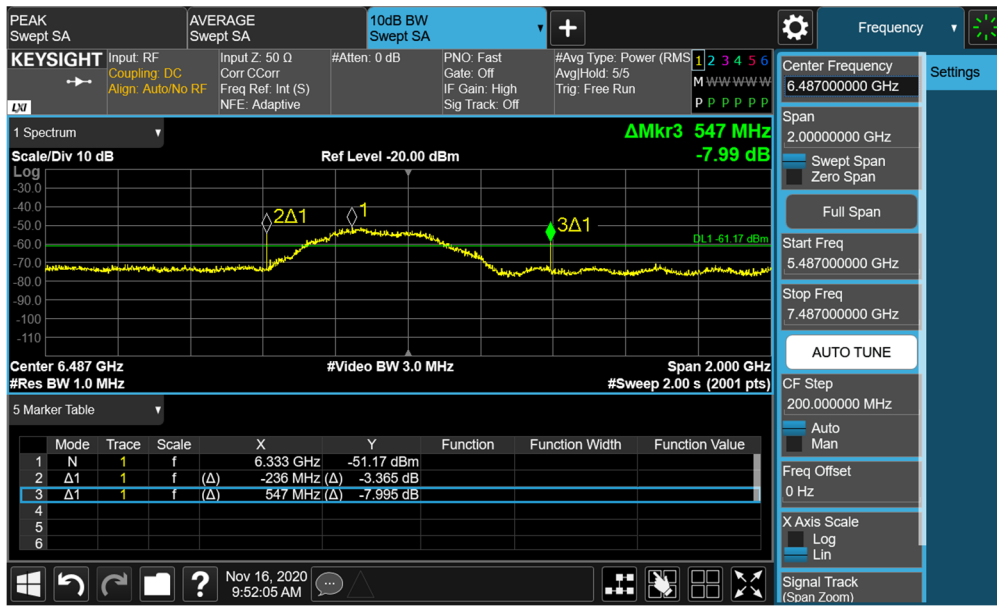 PEAK
Swept SA
AVERAGE
Swept SA
10dB BW
Swept SA
Frequency
KEYSIGHT
LXI
Input: RF
Coupling: DC
Align: Auto/No RF
Input Z: 50 Ω
Corr CCorr
Freq Ref: Int (S)
NFE: Adaptive
#Atten: 0 dB
PNO: Fast
Gate: Off
IF Gain: High
Sig Track: Off
#Avg Type: Power (RMS
Avg|Hold: 5/5
Trig: Free Run
1 2 3 4 5 6
M W W W W W
P P P P P P
1 Spectrum
ΔMkr3 547 MHz
-7.99 dB
Scale/Div 10 dB
Ref Level -20.00 dBm
Log
-30.0
-40.0
-50.0
-60.0
-70.0
-80.0
-90.0
-100
-110
2Δ1
1
3Δ1
DL1 -61.17 dBm
Center 6.487 GHz
#Video BW 3.0 MHz
Span 2.000 GHz
#Res BW 1.0 MHz
#Sweep 2.00 s (2001 pts)
5 Marker Table
Mode Trace Scale X Y Function Function Width Function Value
1 N 1 f 6.333 GHz -51.17 dBm
2 Δ1 1 f (Δ) -236 MHz (Δ) -3.365 dB
3 Δ1 1 f (Δ) 547 MHz (Δ) -7.995 dB
4
5
6
Nov 16, 2020
9:52:05 AM
Center Frequency
6.487000000 GHz
Settings
Span
2.00000000 GHz
Swept Span
Zero Span
Full Span
Start Freq
5.487000000 GHz
Stop Freq
7.487000000 GHz
AUTO TUNE
CF Step
200.000000 MHz
Auto
Man
Freq Offset
0 Hz
X Axis Scale
Log
Lin
Signal Track
(Span Zoom)